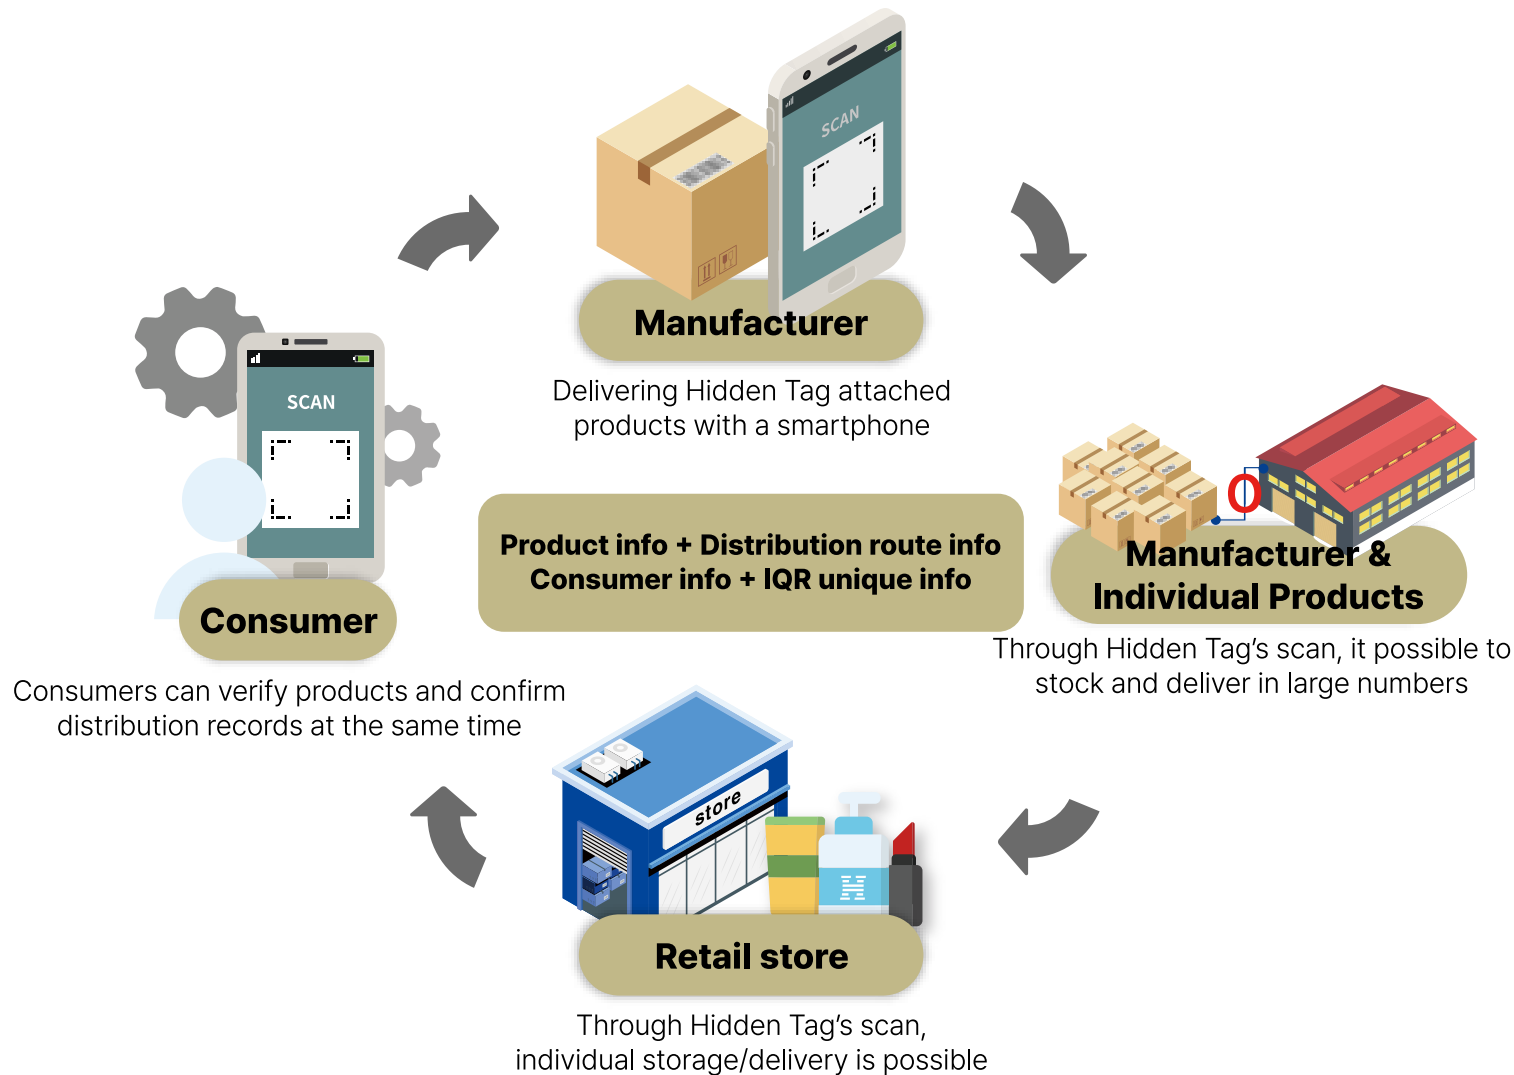 SCAN
Manufacturer
Delivering Hidden Tag attached
products with a smartphone
SCAN
Consumer
Consumers can verify products and confirm
distribution records at the same time
Product info + Distribution route info
Consumer info + IQR unique info
O
Manufacturer &
Individual Products
Through Hidden Tag’s scan, it possible to
stock and deliver in large numbers
store
H
Retail store
Through Hidden Tag’s scan,
individual storage/delivery is possible